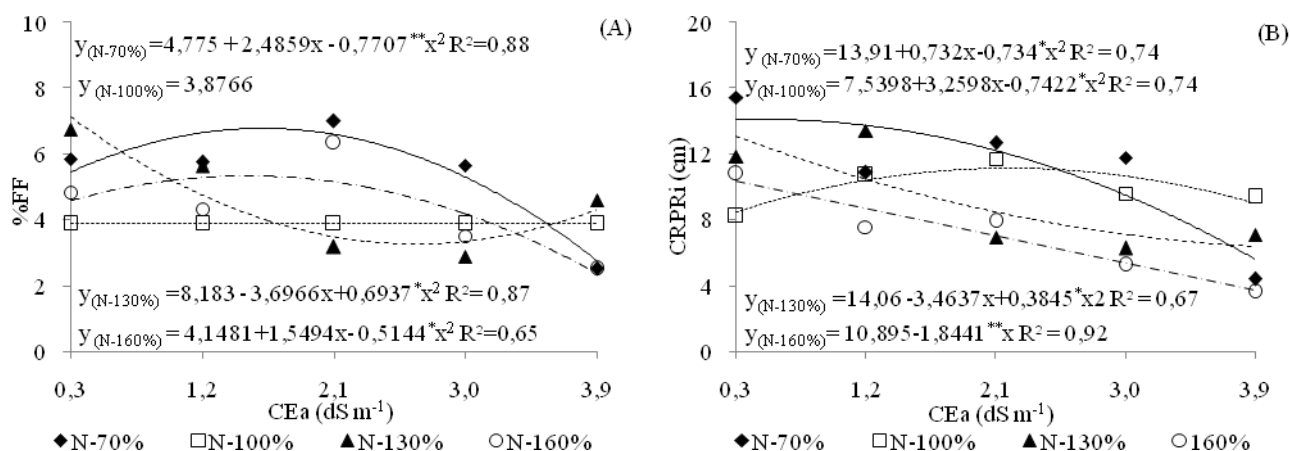 (A)
10
8
6
4
2
0
%FF
y(N-70%)=4,775 + 2,4859x - 0,7707**x² R²=0,88
y(N-100%) = 3,8766
y(N-130%)=8,183 - 3,6966x+0,6937*x² R²=0,87
y(N-160%)=4,1481+1,5494x- 0,5144*x² R²=0,65
0,3 1,2 2,1 3,0 3,9
CEa (dS m-1)
N-70% N-100% N-130% N-160%
(B)
20
16
12
8
4
0
CRPRi (cm)
y(N-70%)=13,91+0,732x-0,734*x² R² = 0,74
y(N-100%)= 7,5398+3,2598x-0,7422*x² R² = 0,74
y(N-130%)= 14,06 -3,4637x+0,3845*x2 R² = 0,67
y(N-160%)= 10,895-1,8441**x R² = 0,92
0,3 1,2 2,1 3,0 3,9
CEa (dS m-1)
N-70% N-100% N-130% 160%